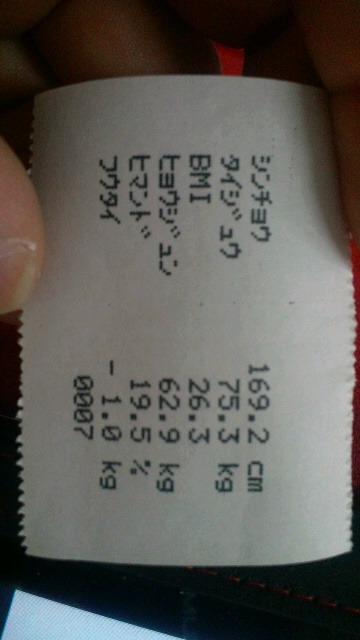 シンチョウ 169.2 cm
タイジュウ 75.3 kg
BMI 26.3
ヒョウジュン 62.9 kg
ヒマンド 19.5 %
フウタイ - 1.0 kg
0007